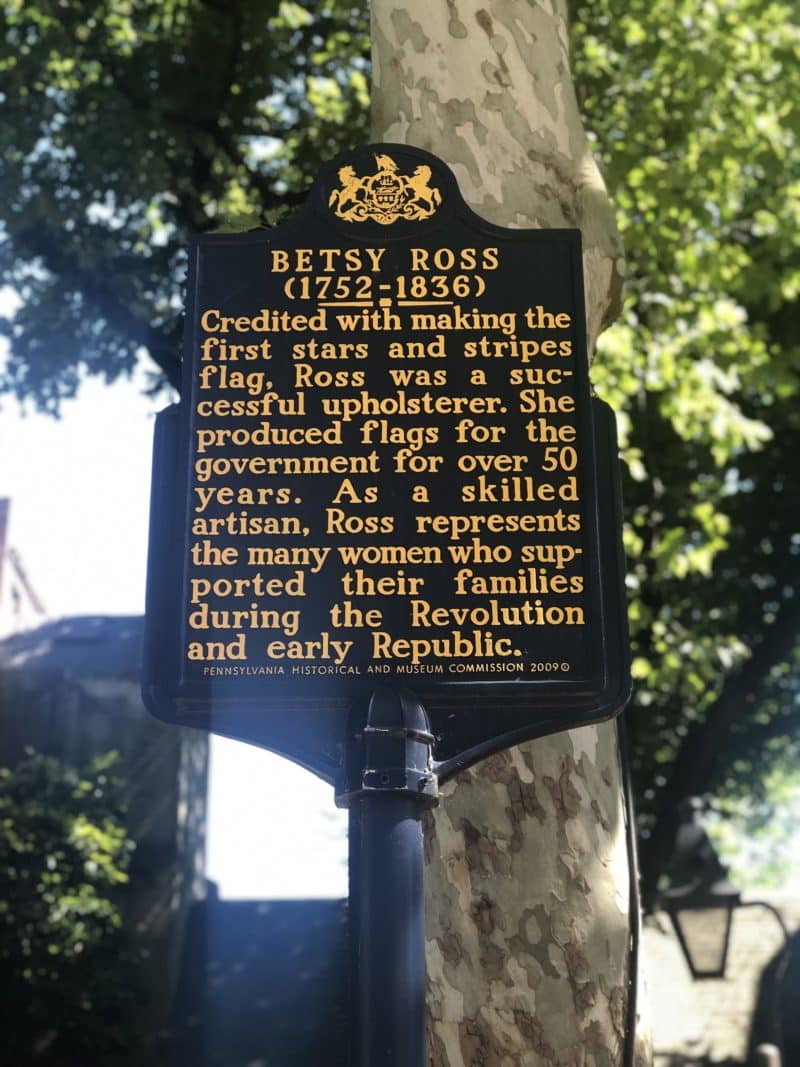 BETSY ROSS
(1752-1836)
Credited with making the
first stars and stripes
flag, Ross was a suc-
cessful upholsterer. She
produced flags for the
government for over 50
years. As a skilled
artisan, Ross represents
the many women who sup-
ported their families
during the Revolution
and early Republic.
PENNSYLVANIA HISTORICAL AND MUSEUM COMMISSION 2009©